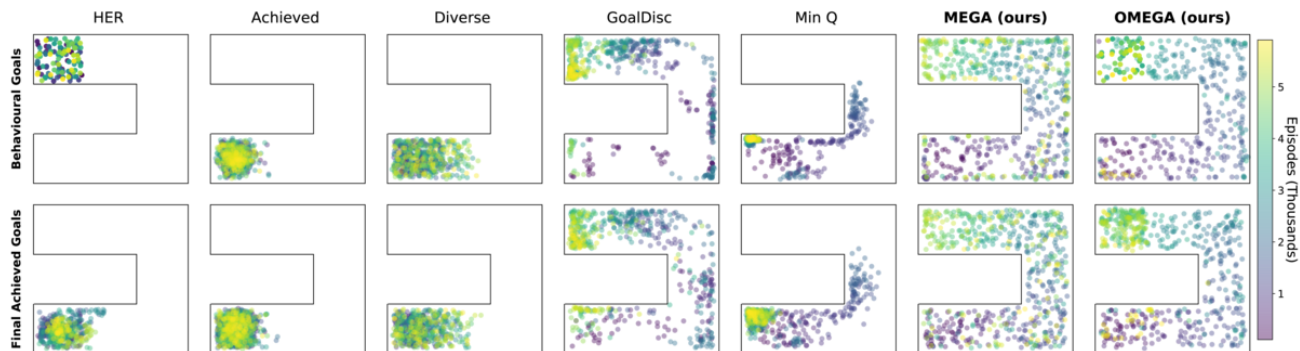 HER
Achieved
Diverse
GoalDisc
Min Q
MEGA (ours)
OMEGA (ours)
Behavioural Goals
Final Achieved Goals
5
4
3
2
1
Episodes (Thousands)